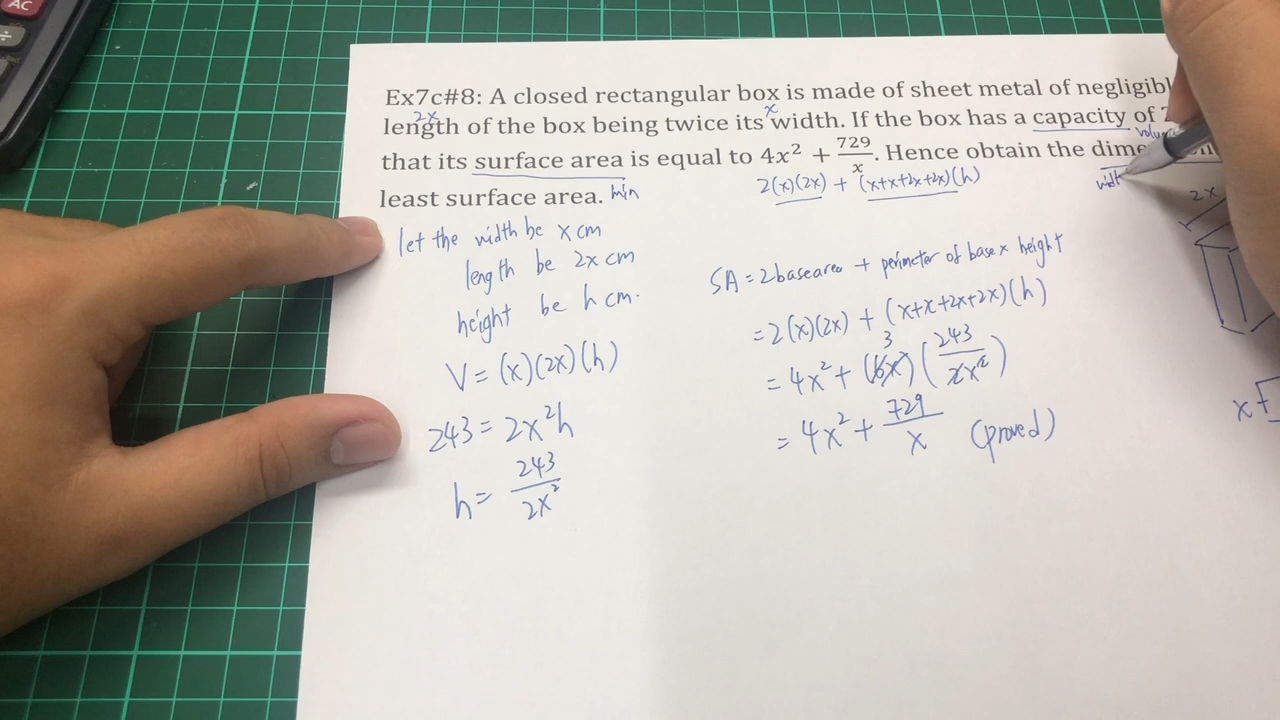 AC
÷
Ex7c#8: A closed rectangular box is made of sheet metal of negligibl
2x
x
length of the box being twice its width. If the box has a capacity of
that its surface area is equal to 4x² + 729/x. Hence obtain the dime
2(x)(2x) + (x+x+2x+2x)(h)
least surface area. min
let the width be x cm
length be 2x cm
height be h cm.
V = (x)(2x)(h)
243 = 2x²h
h = 243/2x²
SA = 2 base area + perimeter of base x height
= 2(x)(2x) + (x+x+2x+2x)(h)
3
= 4x² + (6x)(243/2x²)
= 4x² + 729/x (proved)
2x
x